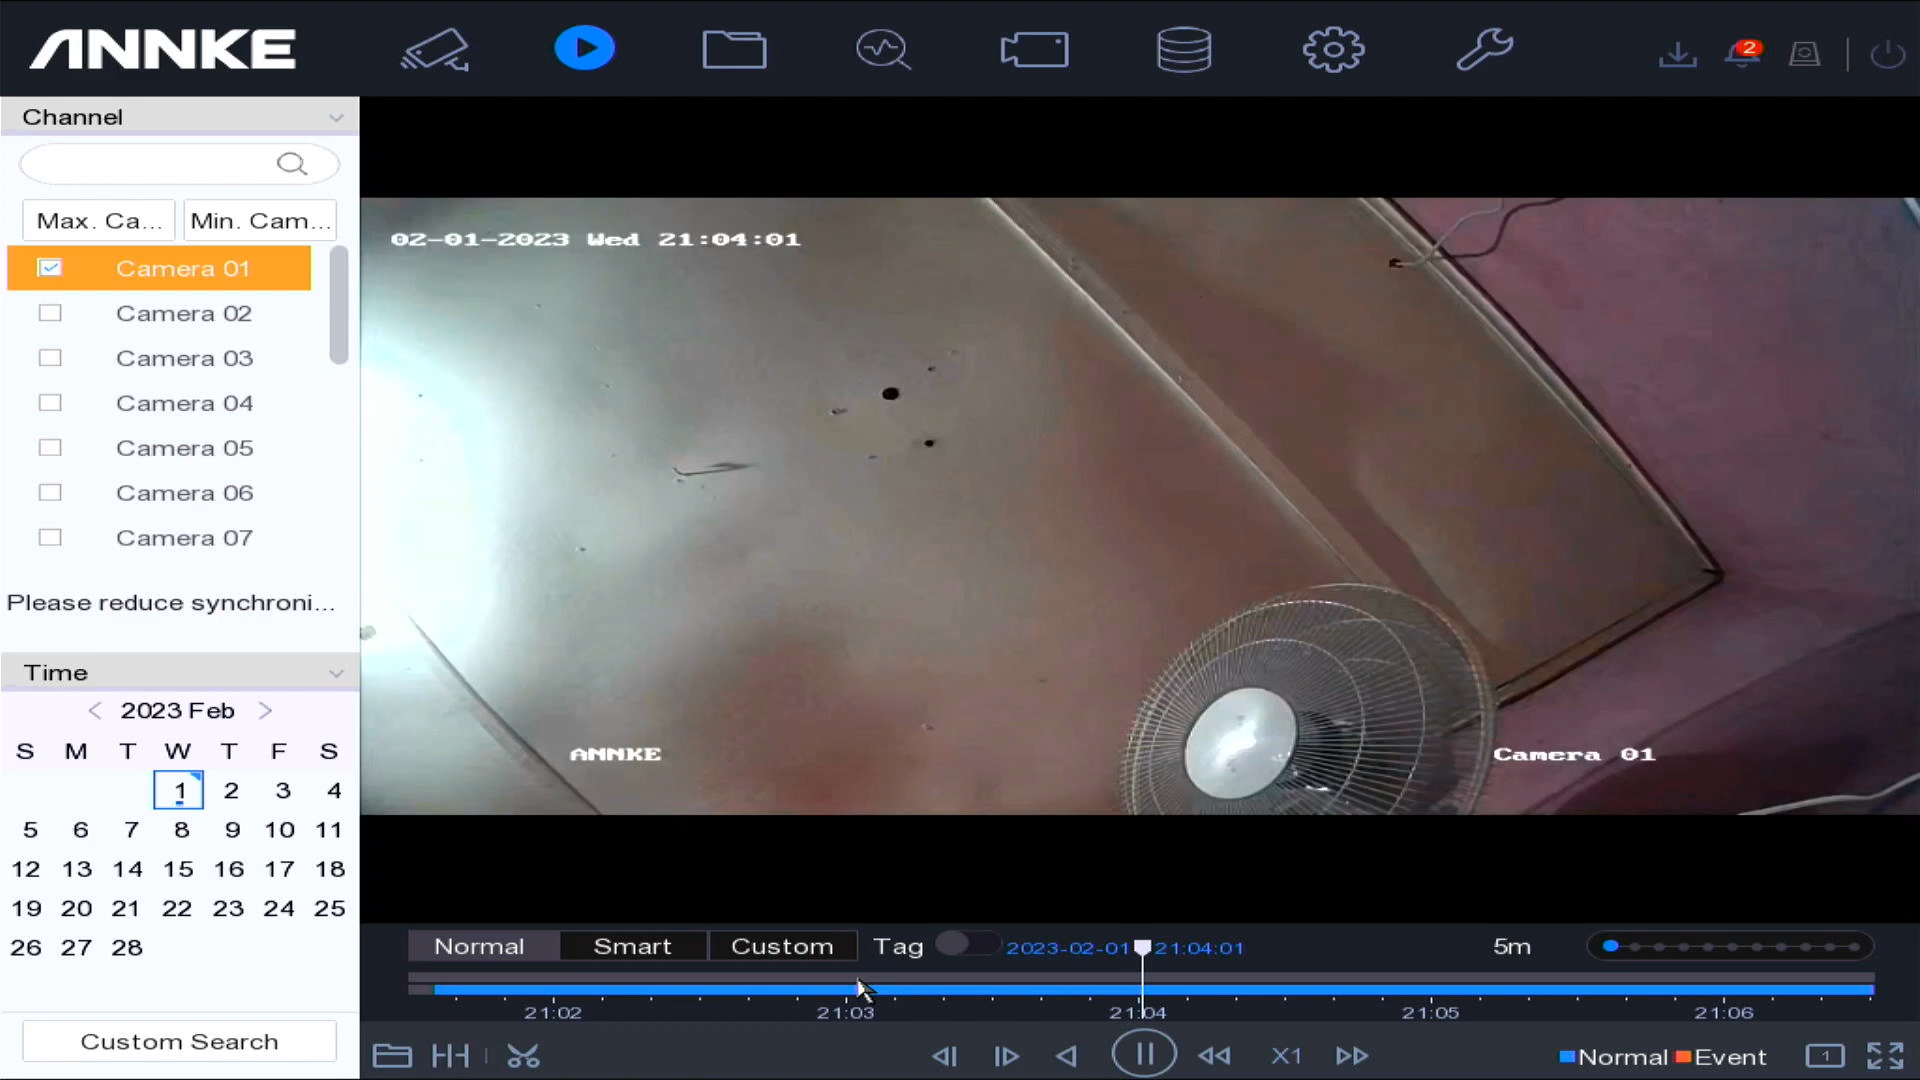 ANNKE
2
Channel
Max. Ca...
Min. Cam...
Camera 01
Camera 02
Camera 03
Camera 04
Camera 05
Camera 06
Camera 07
Please reduce synchroni...
Time
2023 Feb
S M T W T F S
1 2 3 4
5 6 7 8 9 10 11
12 13 14 15 16 17 18
19 20 21 22 23 24 25
26 27 28
Custom Search
02-01-2023 Wed 21:04:01
ANNKE
Camera 01
Normal Smart Custom Tag 2023-02-01 21:04:01 5m
21:02 21:03 21:04 21:05 21:06
X1 Normal Event 1